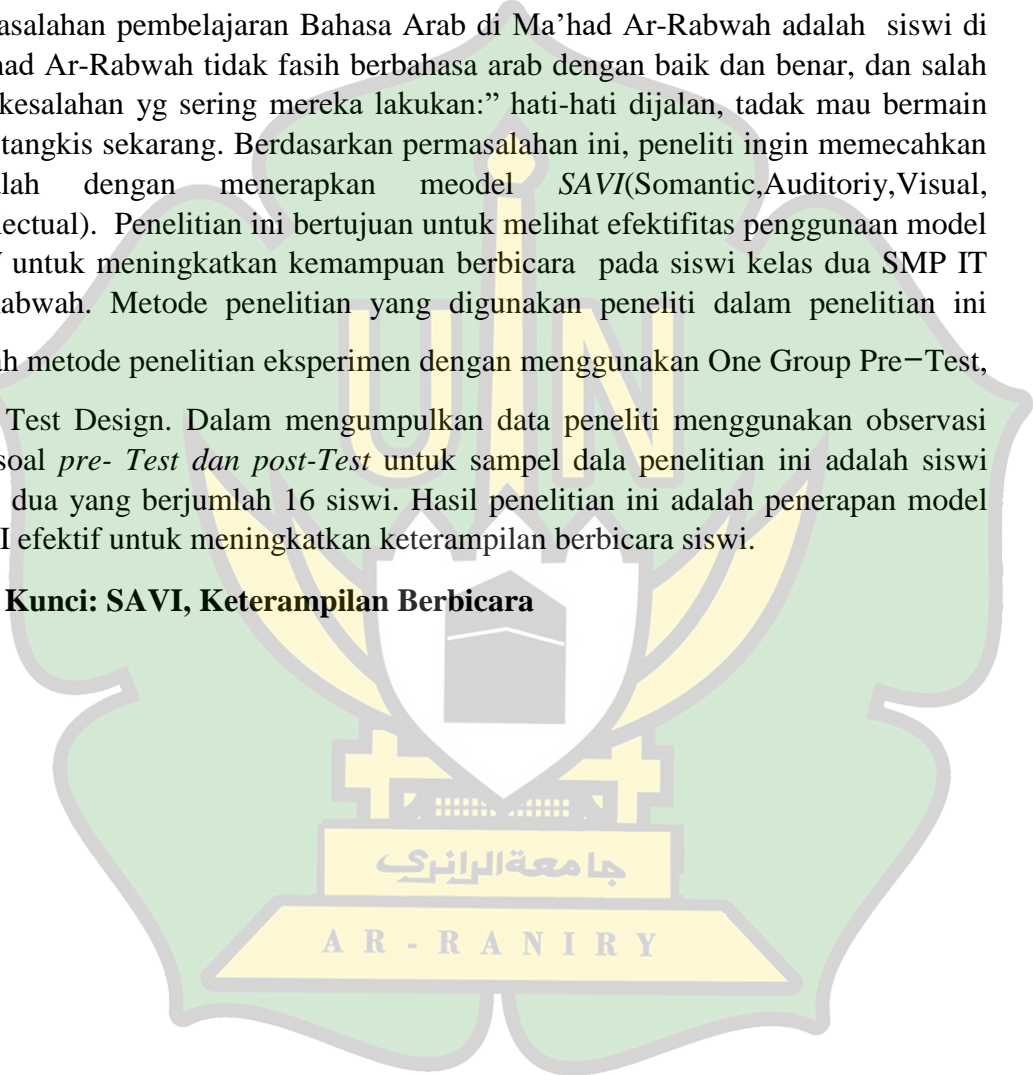 asalahan pembelajaran Bahasa Arab di Ma’had Ar-Rabwah adalah siswi di
had Ar-Rabwah tidak fasih berbahasa arab dengan baik dan benar, dan salah
kesalahan yg sering mereka lakukan:” hati-hati dijalan, tadak mau bermain
tangkis sekarang. Berdasarkan permasalahan ini, peneliti ingin memecahkan
lah dengan menerapkan meodel SAVI(Somantic,Auditoriy,Visual,
lectual). Penelitian ini bertujuan untuk melihat efektifitas penggunaan model
untuk meningkatkan kemampuan berbicara pada siswi kelas dua SMP IT
abwah. Metode penelitian yang digunakan peneliti dalam penelitian ini
ah metode penelitian eksperimen dengan menggunakan One Group Pre−Test,
Test Design. Dalam mengumpulkan data peneliti menggunakan observasi
soal pre- Test dan post-Test untuk sampel dala penelitian ini adalah siswi
dua yang berjumlah 16 siswi. Hasil penelitian ini adalah penerapan model
I efektif untuk meningkatkan keterampilan berbicara siswi.
Kunci: SAVI, Keterampilan Berbicara
UIN
جامعة الرانري
AR-RANIRY